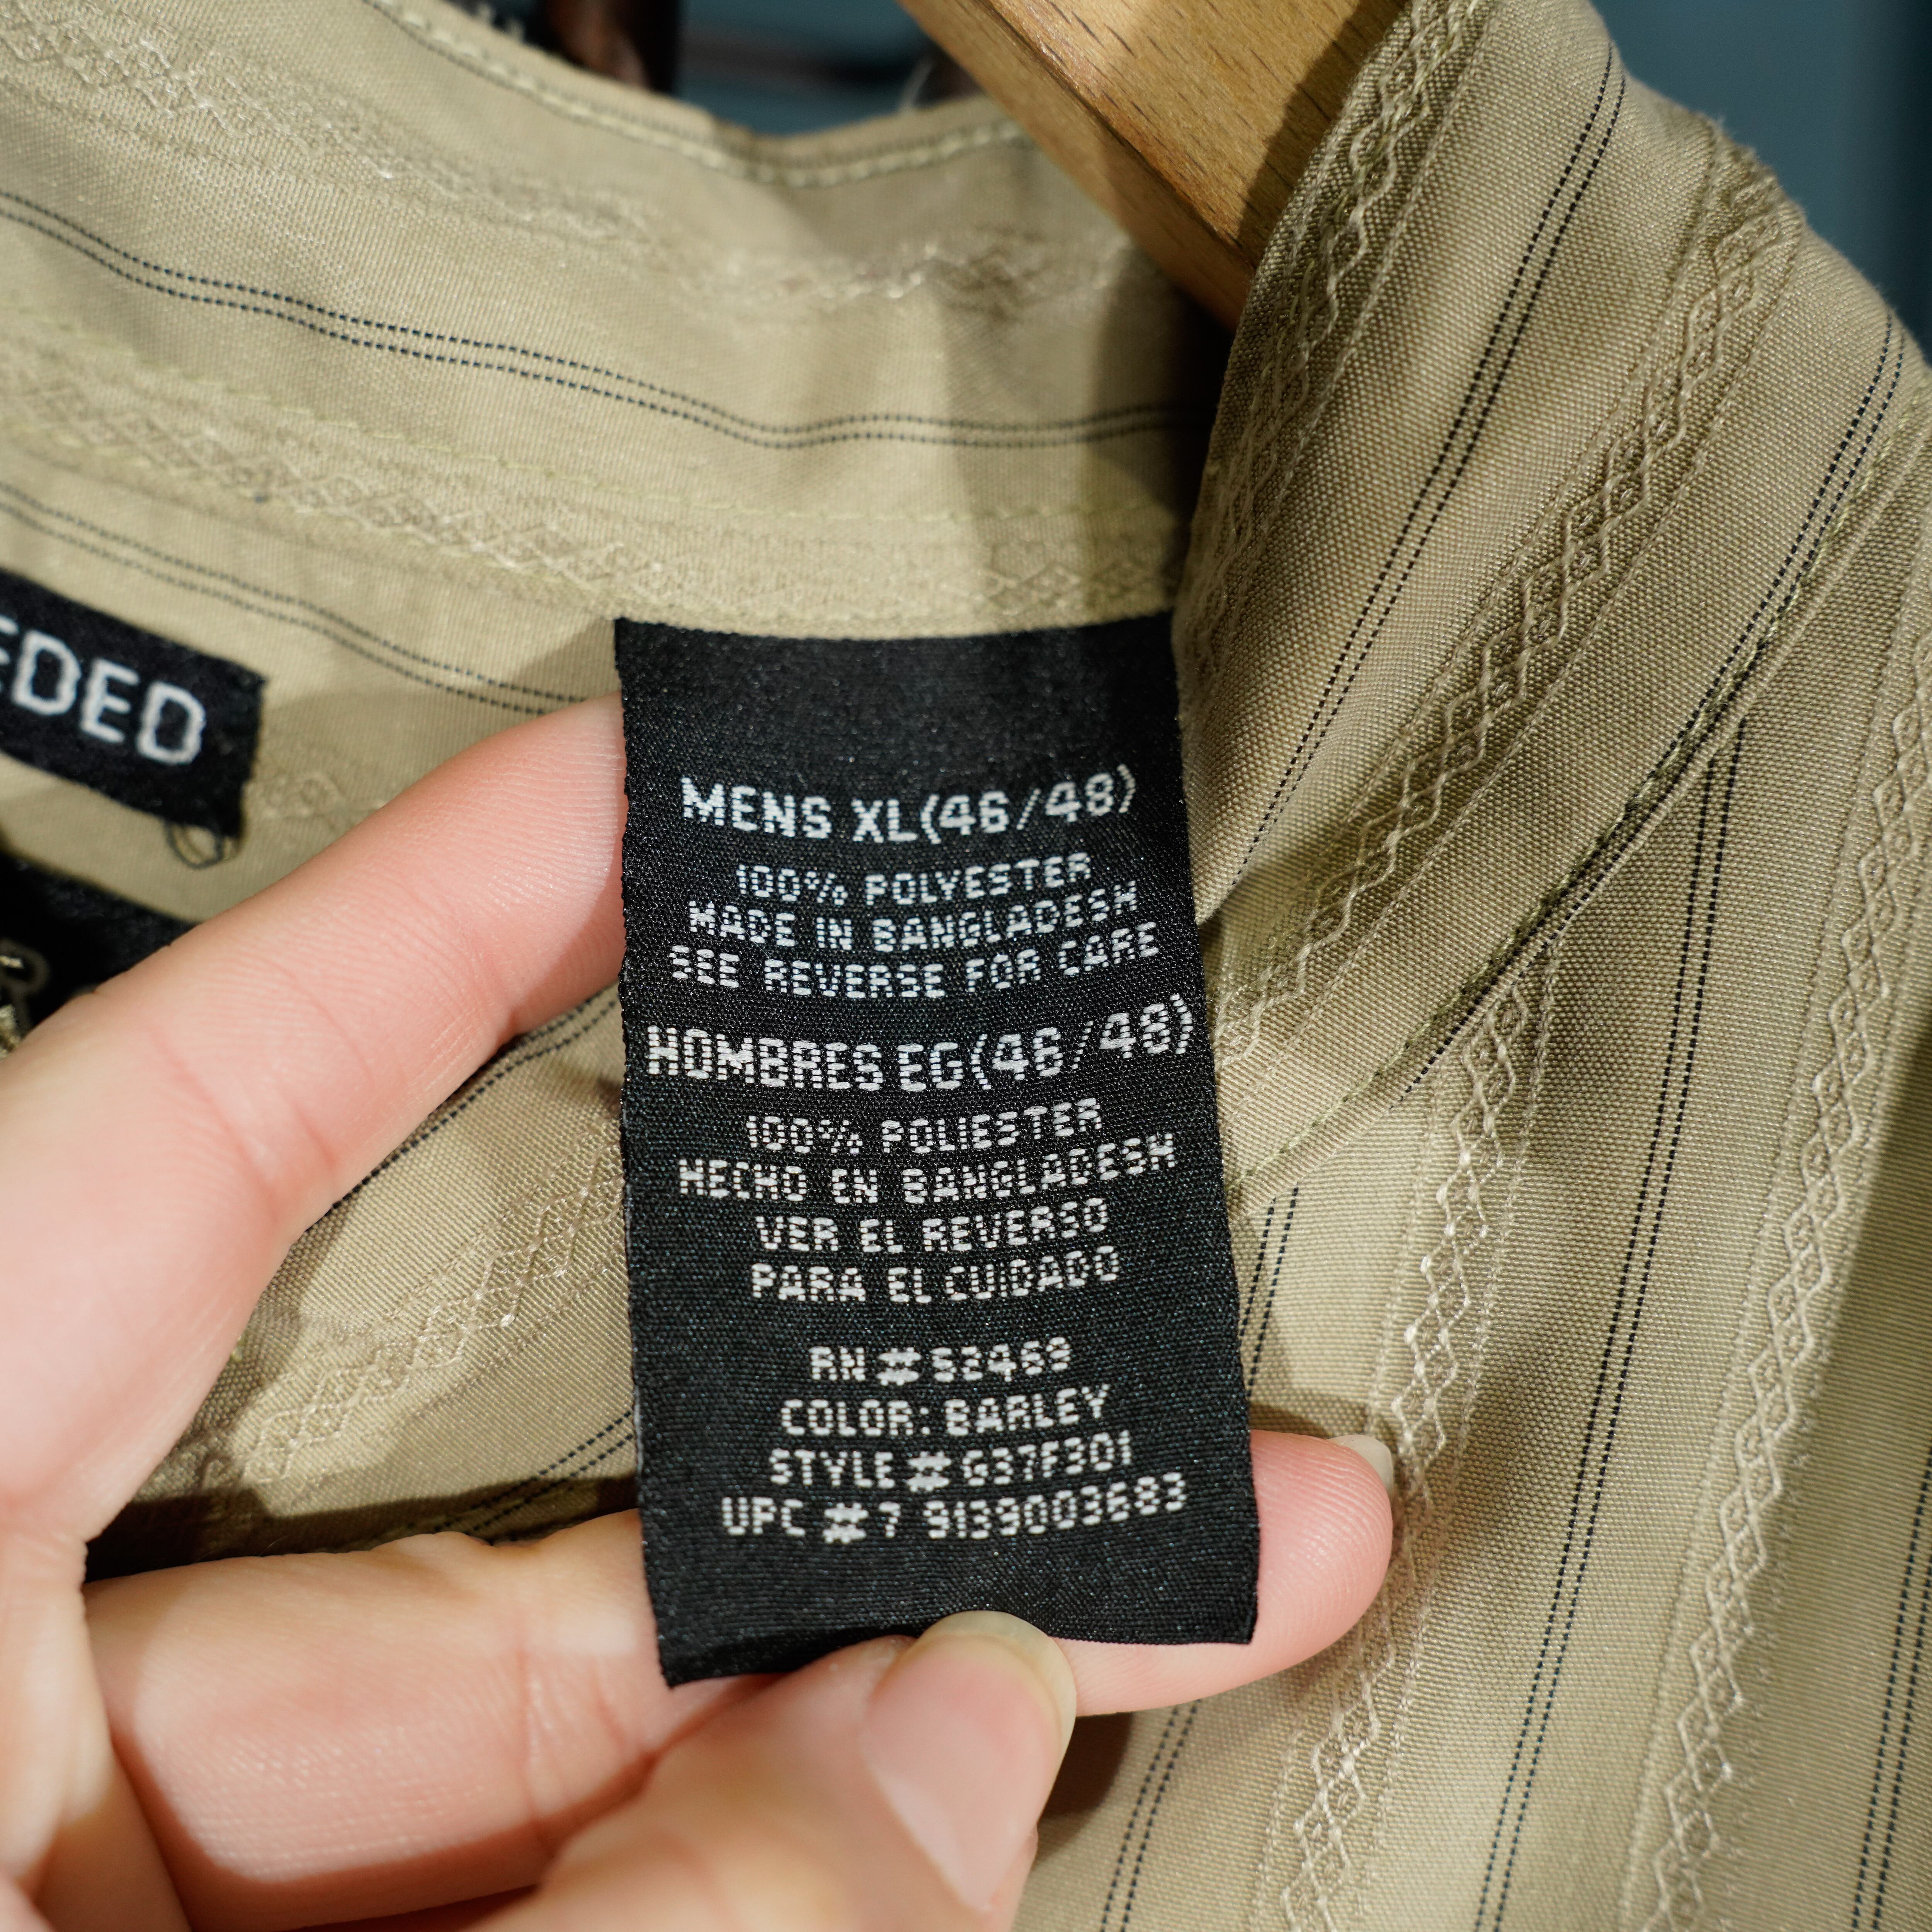 EDED
MENS XL(46/48)
100% POLYESTER
MADE IN BANGLADESH
SEE REVERSE FOR CARE
HOMBRES EG(46/48)
100% POLIESTER
HECHO EN BANGLADESH
VER EL REVERSO
PARA EL CUIDADO
RN #52469
COLOR: BARLEY
STYLE #G37F301
UPC #7 9139003683